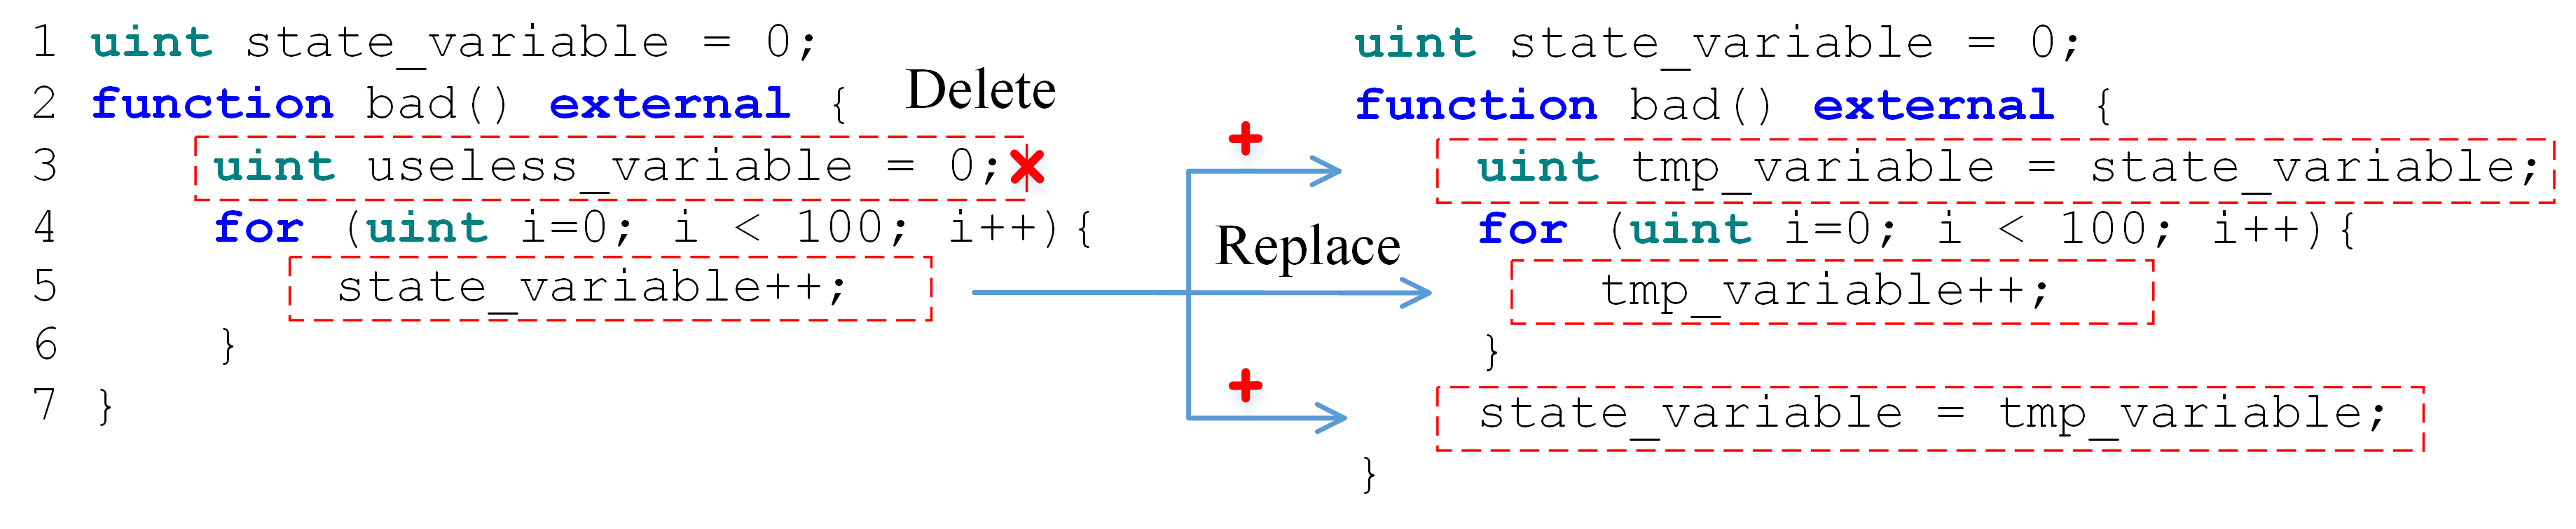 1 uint state_variable = 0;
2 function bad() external {
3 uint useless_variable = 0;
4 for (uint i=0; i < 100; i++){
5 state_variable++;
6 }
7 }
Delete
+
Replace
+
uint state_variable = 0;
function bad() external {
uint tmp_variable = state_variable;
for (uint i=0; i < 100; i++){
tmp_variable++;
}
state_variable = tmp_variable;
}